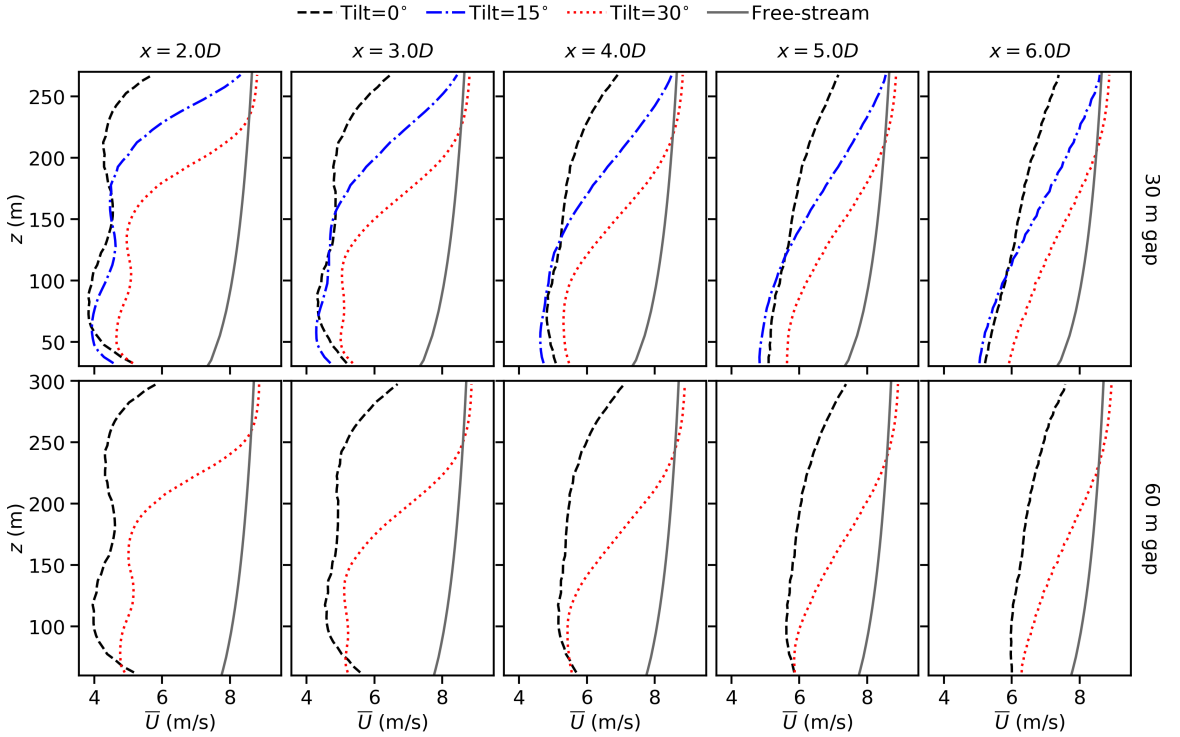 Tilt=0° Tilt=15° Tilt=30° Free-stream
x = 2.0D x = 3.0D x = 4.0D x = 5.0D x = 6.0D
250
200
150
100
50
z (m)
30 m gap
300
250
200
150
100
z (m)
60 m gap
4 6 8 4 6 8 4 6 8 4 6 8 4 6 8
U̅ (m/s) U̅ (m/s) U̅ (m/s) U̅ (m/s) U̅ (m/s)